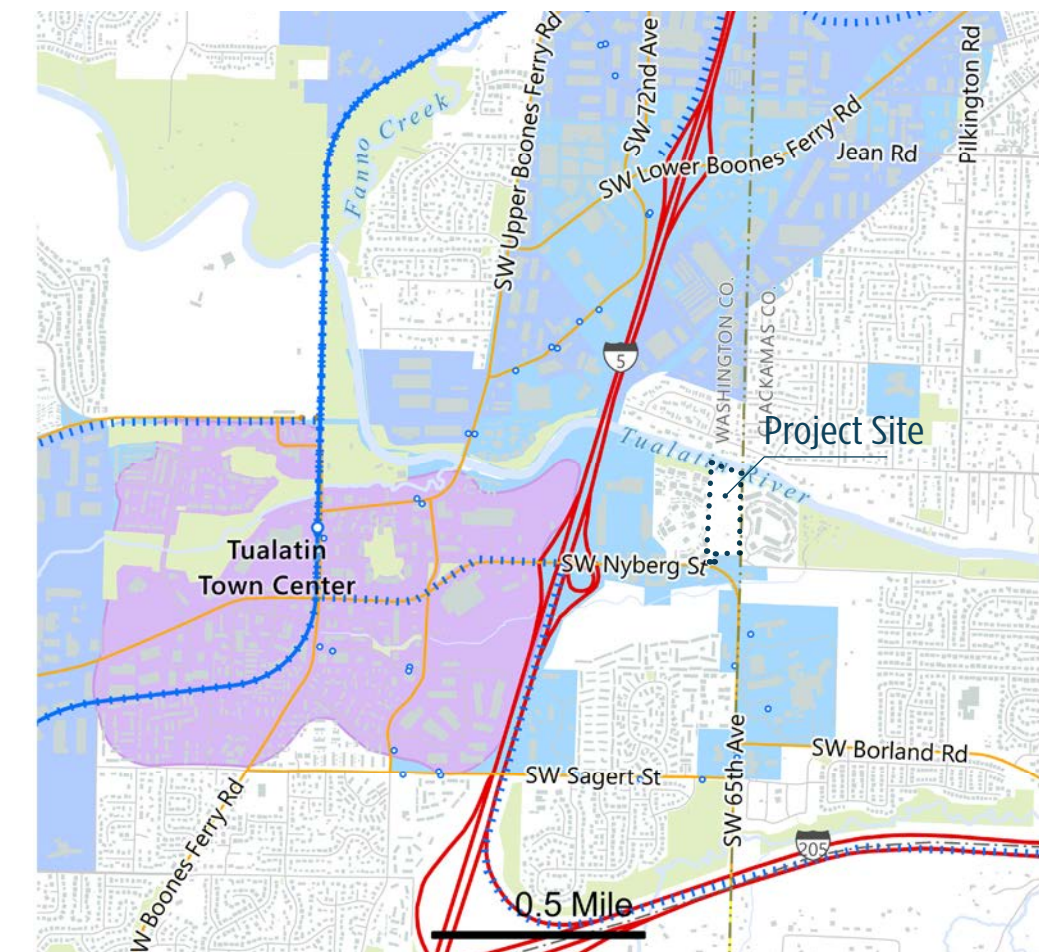 SW Upper Boones Ferry Rd
SW 72nd Ave
Pilkington Rd
Fanno Creek
SW Lower Boones Ferry Rd
Jean Rd
WASHINGTON CO.
ACKAMAS CO.
5
Project Site
Tualatin River
Tualatin
Town Center
SW Nyberg St
SW 65th Ave
SW Borland Rd
SW Sagert St
W Boones Ferry Rd
205
0.5 Mile